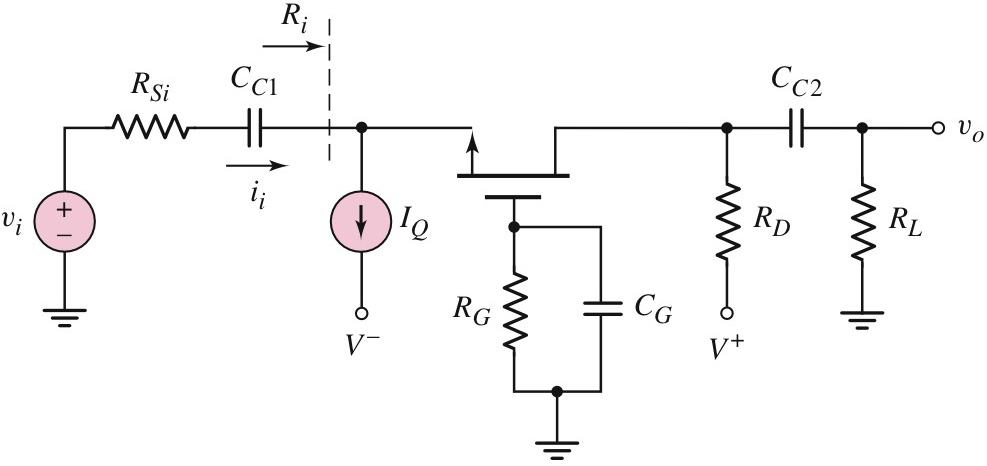 R_i
R_Si
C_C1
C_C2
i_i
v_i
+
−
I_Q
V⁻
R_G
C_G
R_D
V⁺
R_L
v_o